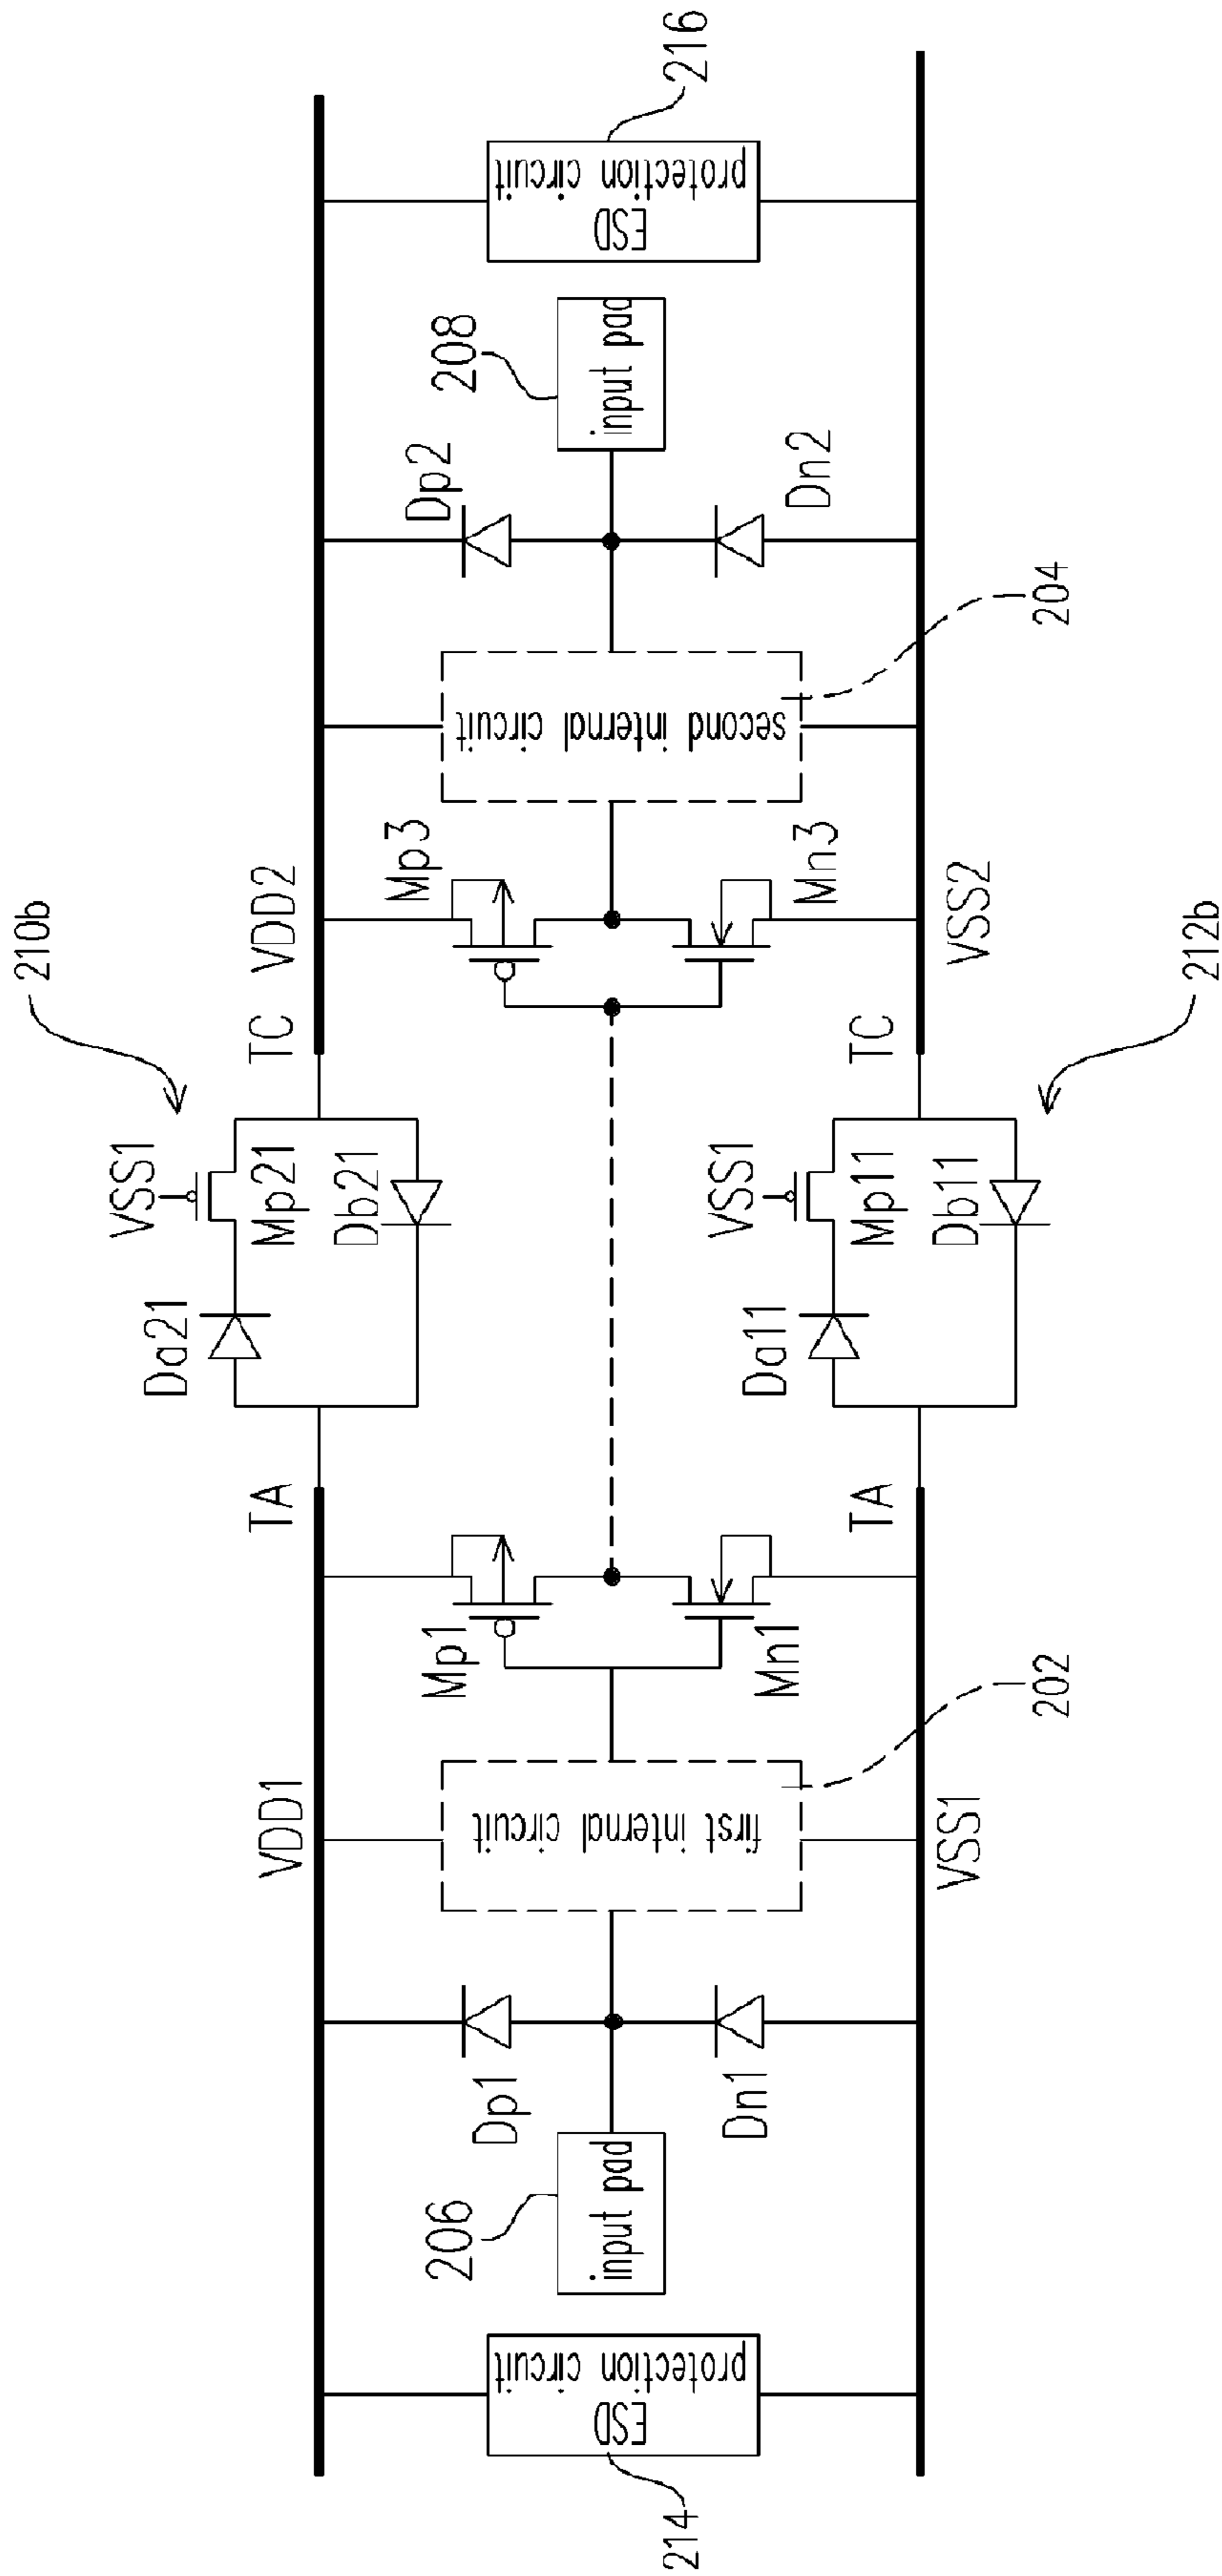 210b
212b
VDD1
TA
TC
VDD2
VSS1
Da21
Mp21
Db21
214
ESD
protection circuit
206
input pad
Dp1
Dn1
first internal circuit
202
Mp1
Mn1
Mp3
Mn3
second internal circuit
204
Dp2
Dn2
208
input pad
ESD
protection circuit
216
VSS1
TA
VSS1
Da11
Mp11
Db11
TC
VSS2